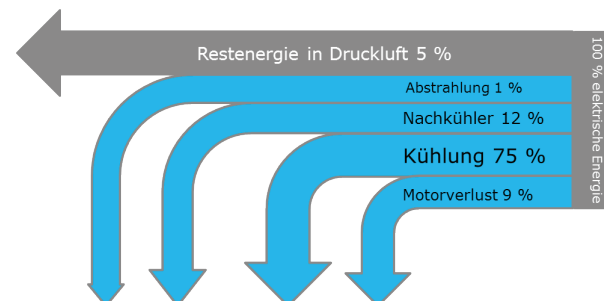 Restenergie in Druckluft 5 %
Abstrahlung 1 %
Nachkühler 12 %
Kühlung 75 %
Motorverlust 9 %
100 % elektrische Energie